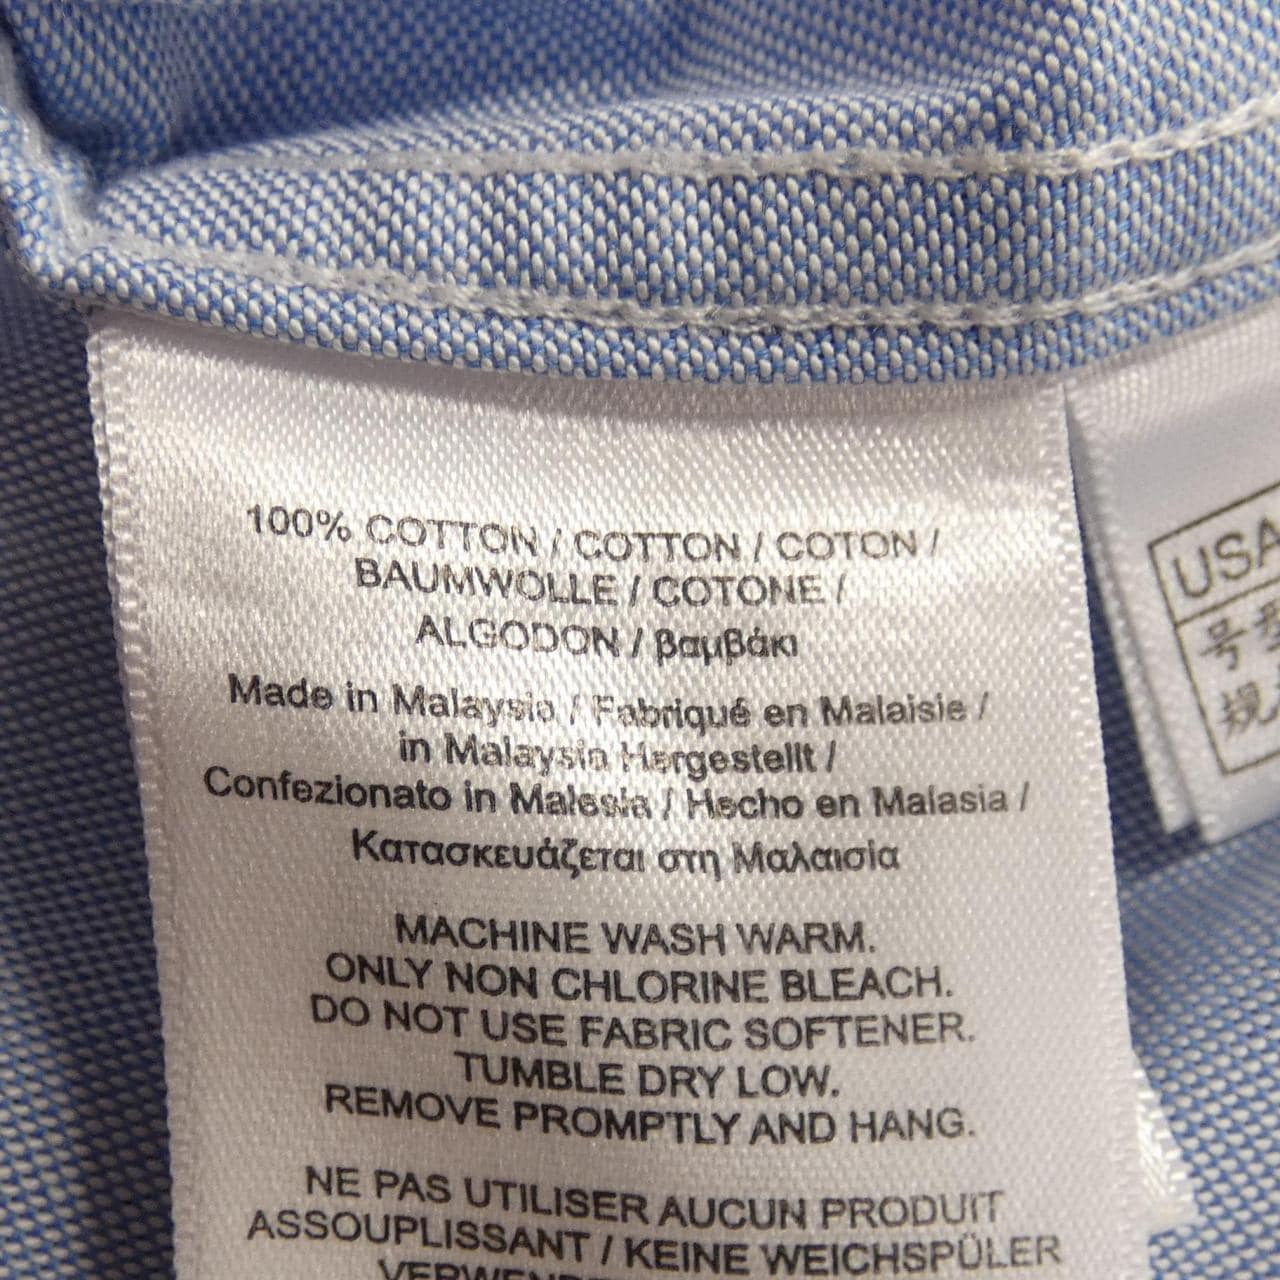 100% COTTON / COTTON / COTON /
BAUMWOLLE / COTONE /
ALGODON / βαμβάκι
Made in Malaysia / Fabriqué en Malaisie /
in Malaysia Hergestellt /
Confezionato in Malesia / Hecho en Malasia /
Κατασκευάζεται στη Μαλαισία
MACHINE WASH WARM.
ONLY NON CHLORINE BLEACH.
DO NOT USE FABRIC SOFTENER.
TUMBLE DRY LOW.
REMOVE PROMPTLY AND HANG.
NE PAS UTILISER AUCUN PRODUIT
ASSOUPLISSANT / KEINE WEICHSPÜLER
USA
号型
规